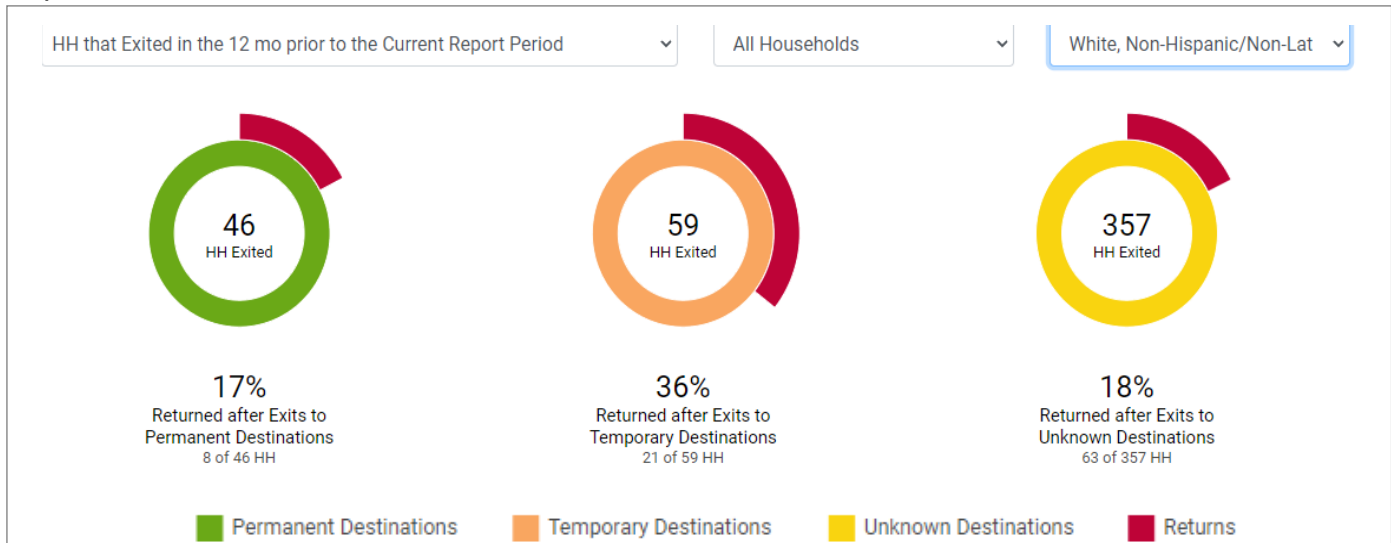 HH that Exited in the 12 mo prior to the Current Report Period
All Households
White, Non-Hispanic/Non-Lat
46
HH Exited
59
HH Exited
357
HH Exited
17%
Returned after Exits to
Permanent Destinations
8 of 46 HH
36%
Returned after Exits to
Temporary Destinations
21 of 59 HH
18%
Returned after Exits to
Unknown Destinations
63 of 357 HH
Permanent Destinations
Temporary Destinations
Unknown Destinations
Returns